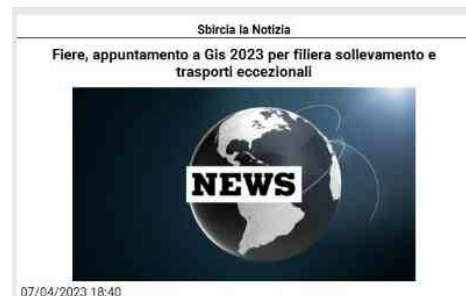 Sbircia la Notizia
Fiere, appuntamento a Gis 2023 per filiera sollevamento e
trasporti eccezionali
NEWS
07/04/2023 18:40